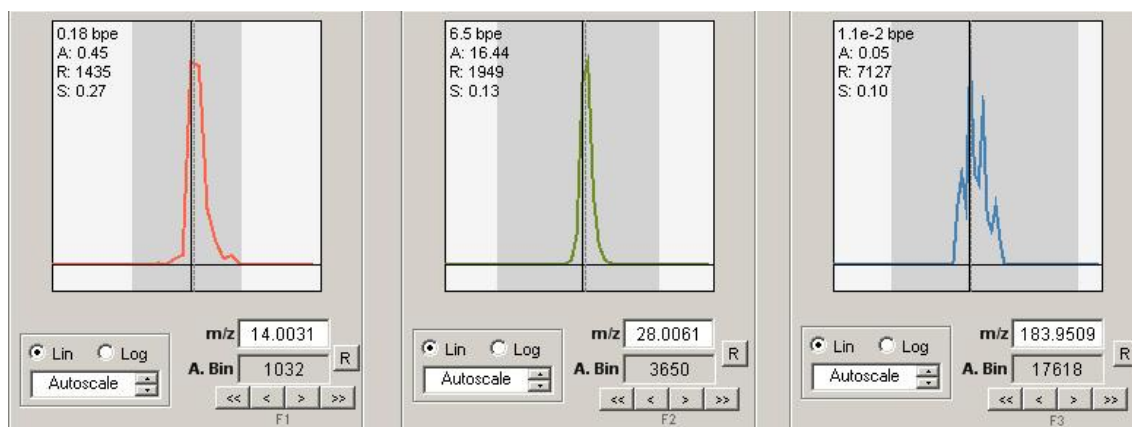 0.18 bpe
A: 0.45
R: 1435
S: 0.27
m/z 14.0031
Lin Log
A. Bin 1032 R
Autoscale
<< < > >>
F1
6.5 bpe
A: 16.44
R: 1949
S: 0.13
m/z 28.0061
Lin Log
A. Bin 3650 R
Autoscale
<< < > >>
F2
1.1e-2 bpe
A: 0.05
R: 7127
S: 0.10
m/z 183.9509
Lin Log
A. Bin 17618 R
Autoscale
<< < > >>
F3